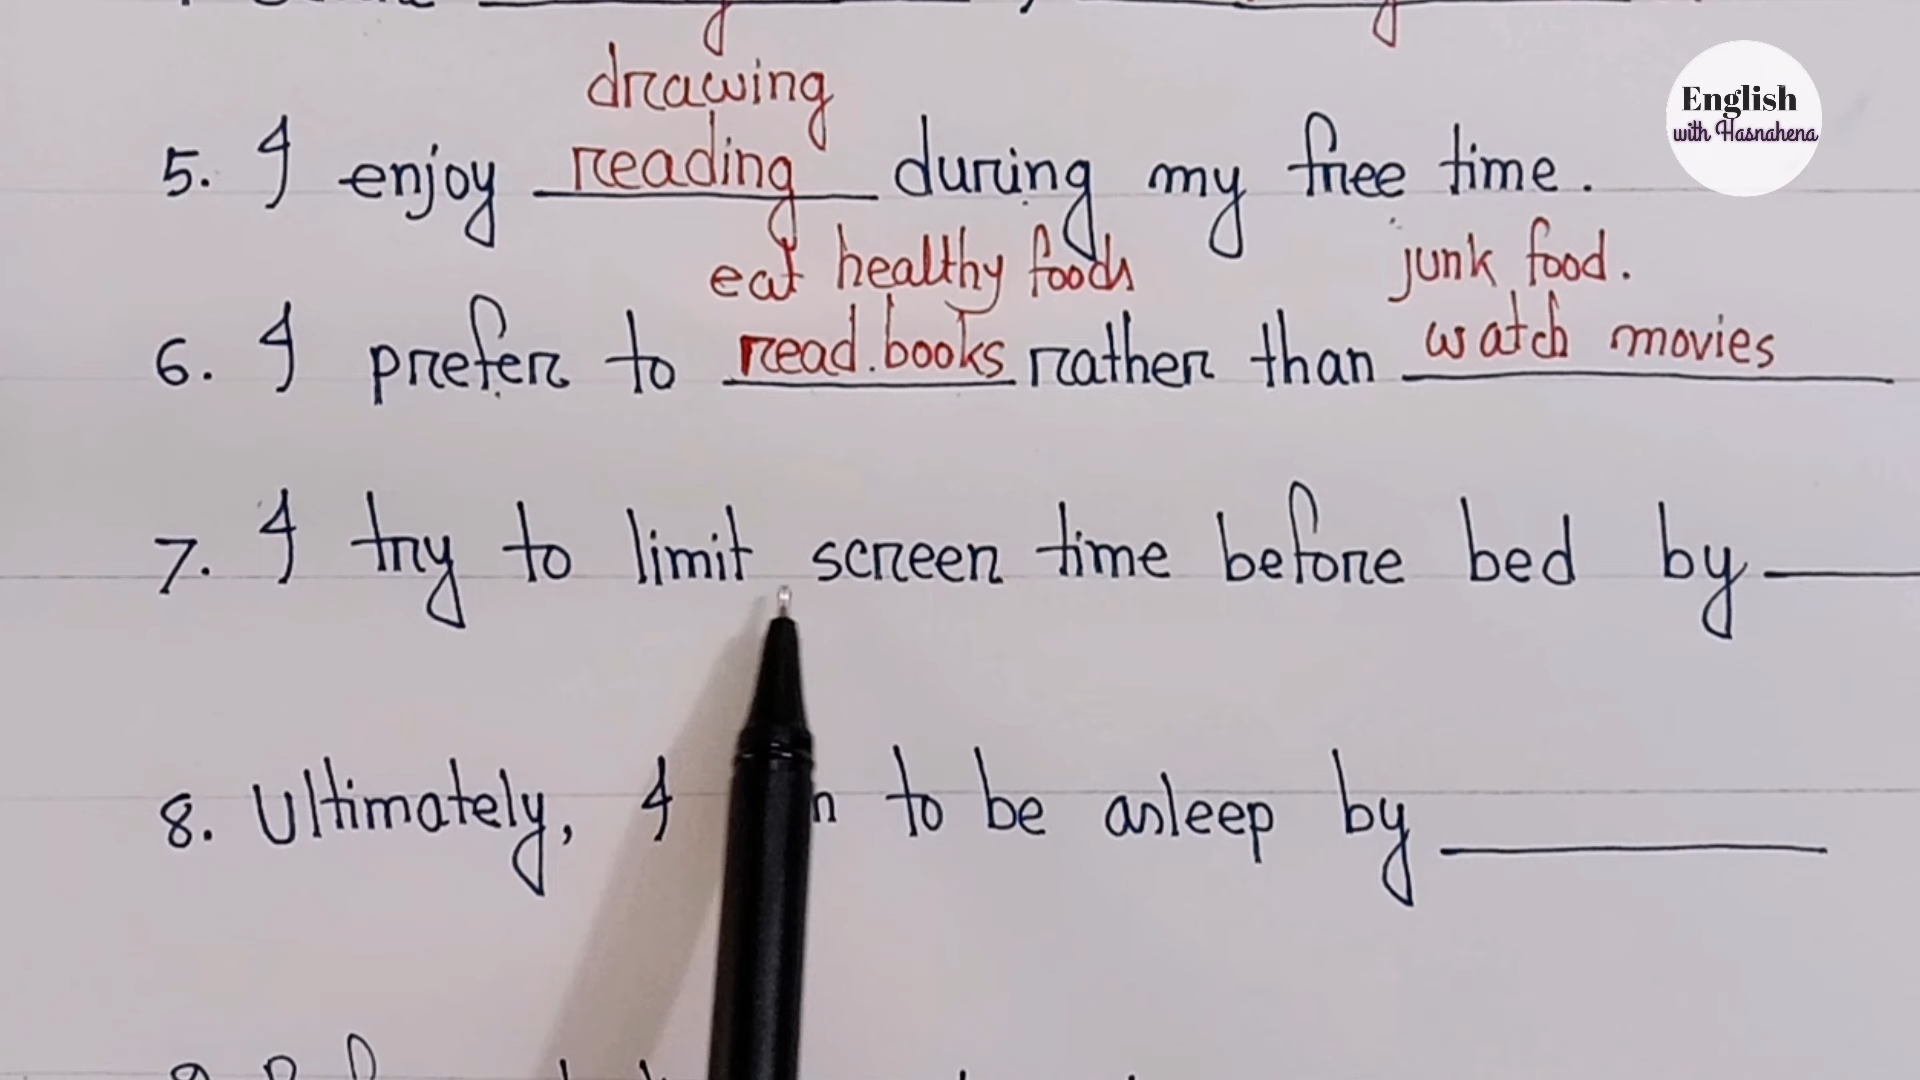 drawing
5. I enjoy reading during my free time.
eat healthy foods junk food.
6. I prefer to read books rather than watch movies
7. I try to limit screen time before bed by
8. Ultimately, I to be asleep by
English
with Hasnahena